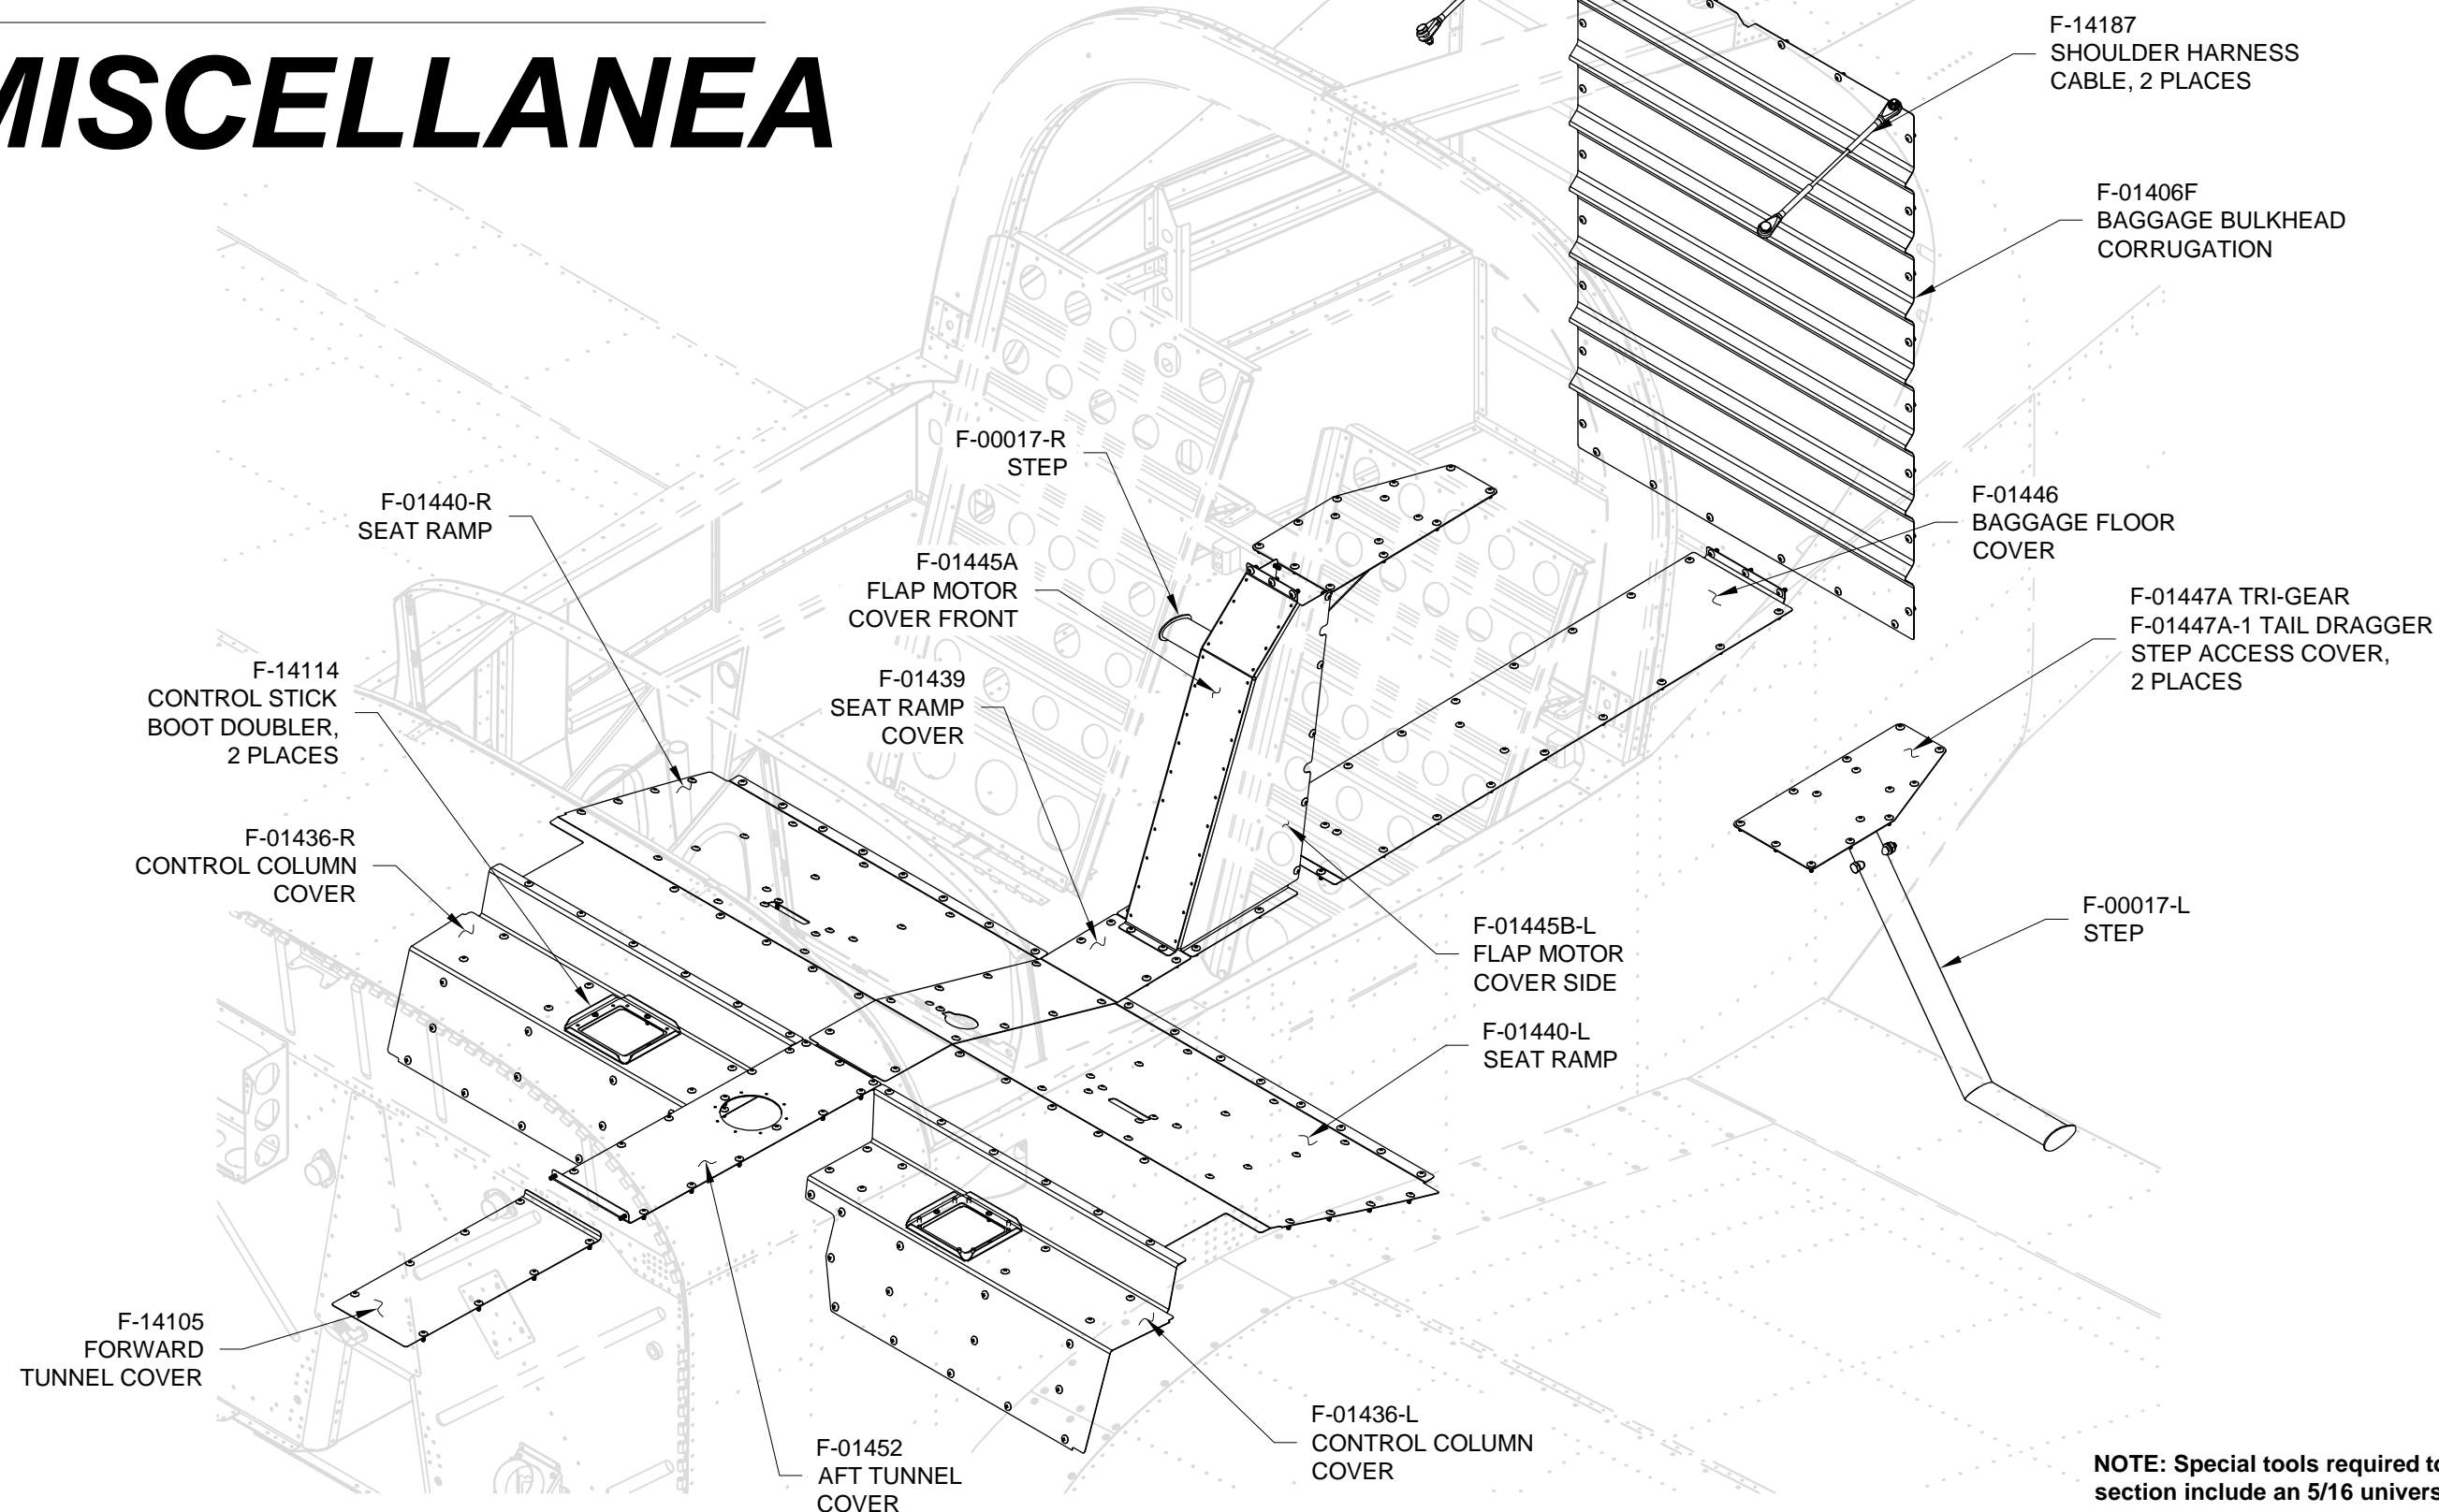 MISCELLANEA
F-14187
SHOULDER HARNESS
CABLE, 2 PLACES
F-01406F
BAGGAGE BULKHEAD
CORRUGATION
F-00017-R
STEP
F-01440-R
SEAT RAMP
F-01446
BAGGAGE FLOOR
COVER
F-01445A
FLAP MOTOR
COVER FRONT
F-01447A TRI-GEAR
F-01447A-1 TAIL DRAGGER
STEP ACCESS COVER,
2 PLACES
F-14114
CONTROL STICK
BOOT DOUBLER,
2 PLACES
F-01439
SEAT RAMP
COVER
F-01436-R
CONTROL COLUMN
COVER
F-00017-L
STEP
F-01445B-L
FLAP MOTOR
COVER SIDE
F-01440-L
SEAT RAMP
F-14105
FORWARD
TUNNEL COVER
F-01436-L
CONTROL COLUMN
COVER
F-01452
AFT TUNNEL
COVER
NOTE: Special tools required
section include an 5/16